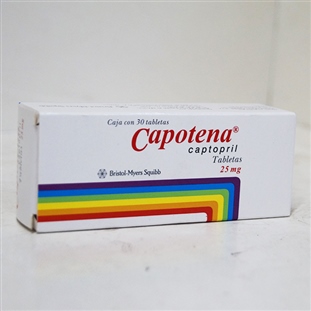 Caja con 30 tabletas
Capotena®
captopril
Tabletas
25 mg
Bristol-Myers Squibb